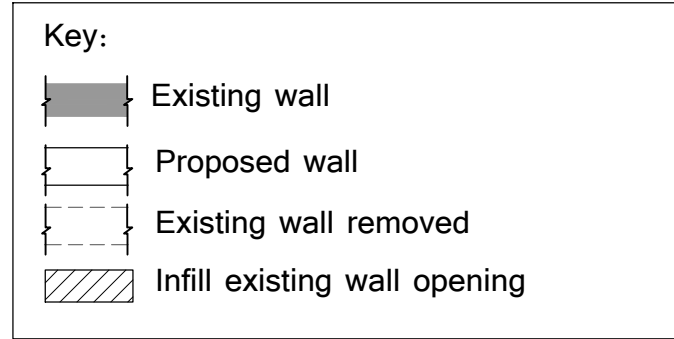 Key:
Existing wall
Proposed wall
Existing wall removed
Infill existing wall opening